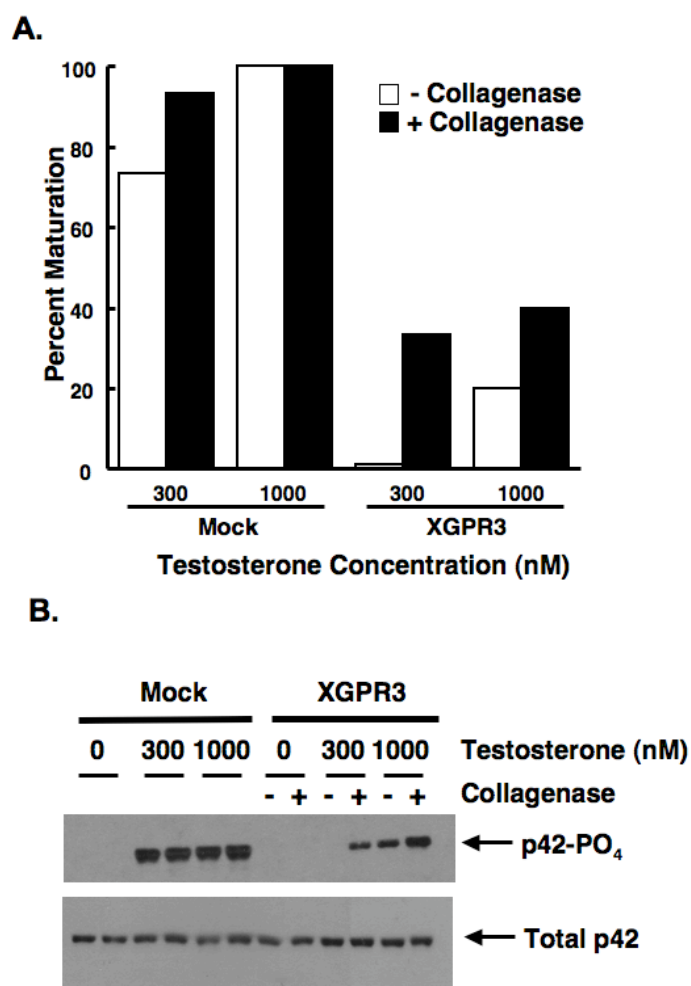 A.
100
80
60
40
20
0
Percent Maturation
- Collagenase
+ Collagenase
300 1000 300 1000
Mock XGPR3
Testosterone Concentration (nM)
B.
Mock XGPR3
0 300 1000 0 300 1000 Testosterone (nM)
- + - + - + Collagenase
p42-PO4
Total p42